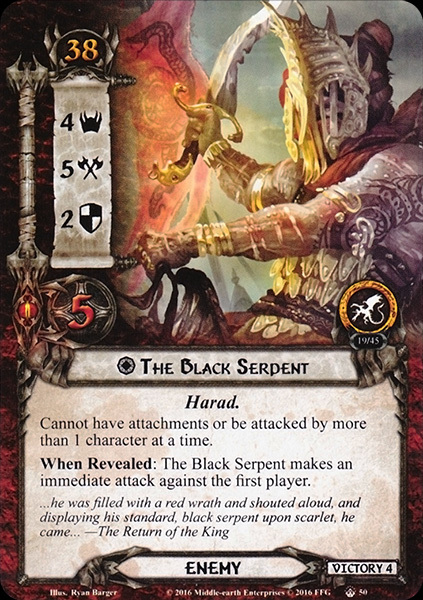 38
4
5
2
5
19/45
The Black Serpent
Harad.
Cannot have attachments or be attacked by more
than 1 character at a time.
When Revealed: The Black Serpent makes an
immediate attack against the first player.
...he was filled with a red wrath and shouted aloud, and
displaying his standard, black serpent upon scarlet, he
came... —The Return of the King
ENEMY
VICTORY 4
Illus. Ryan Barger
© 2016 Middle-earth Enterprises © 2016 FFG
50